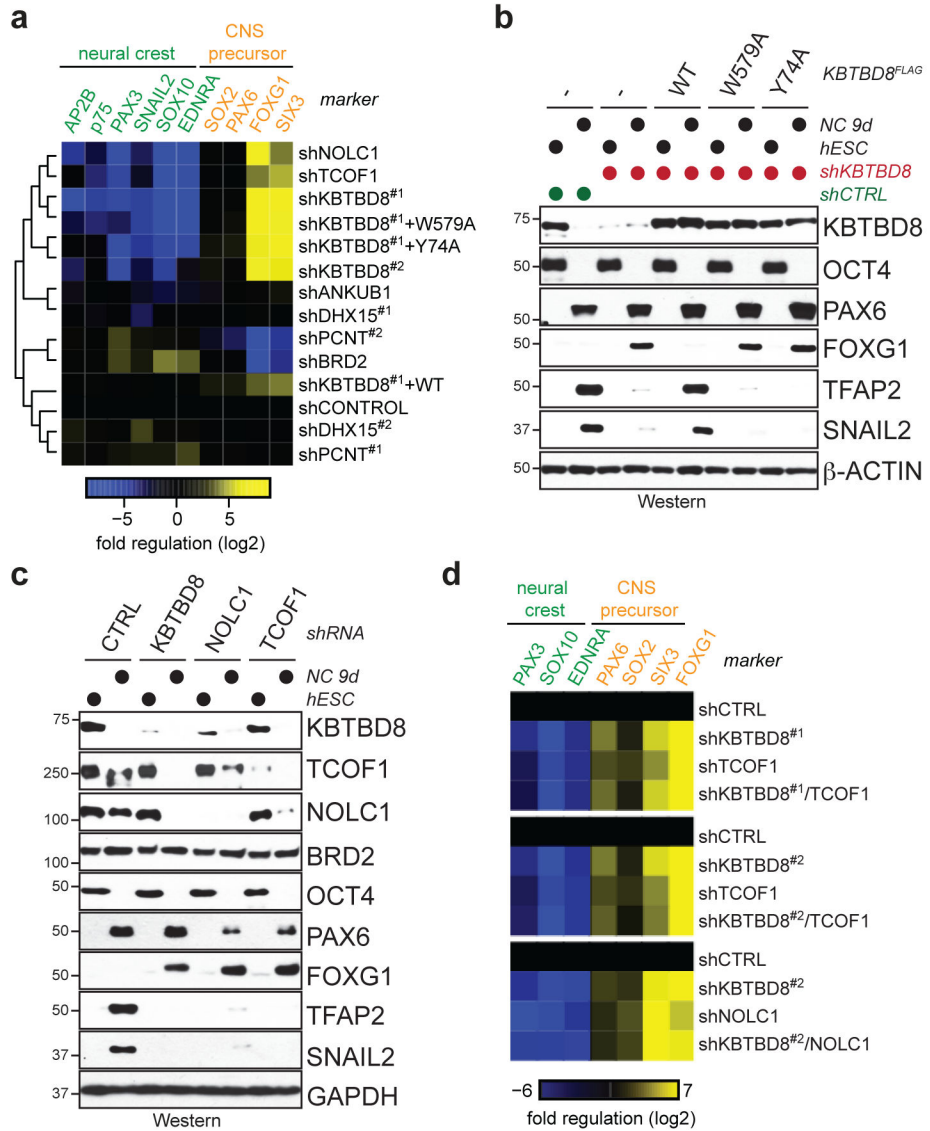 a
neural crest
CNS
precursor
AP2B
p75
PAX3
SNAIL2
SOX10
EDNRA
SOX2
PAX6
FOXG1
SIX3
marker
shNOLC1
shTCOF1
shKBTBD8#1
shKBTBD8#1+W579A
shKBTBD8#1+Y74A
shKBTBD8#2
shANKUB1
shDHX15#1
shPCNT#2
shBRD2
shKBTBD8#1+WT
shCONTROL
shDHX15#2
shPCNT#1
−5 0 5
fold regulation (log2)
b
- - WT W579A Y74A KBTBD8FLAG
NC 9d
hESC
shKBTBD8
shCTRL
75 KBTBD8
50 OCT4
50 PAX6
50 FOXG1
50 TFAP2
37 SNAIL2
50 β-ACTIN
Western
c
CTRL KBTBD8 NOLC1 TCOF1 shRNA
NC 9d
hESC
75 KBTBD8
250 TCOF1
100 NOLC1
100 BRD2
50 OCT4
50 PAX6
50 FOXG1
50 TFAP2
37 SNAIL2
37 GAPDH
Western
d
neural
crest
CNS
precursor
PAX3
SOX10
EDNRA
PAX6
SOX2
SIX3
FOXG1
marker
shCTRL
shKBTBD8#1
shTCOF1
shKBTBD8#1/TCOF1
shCTRL
shKBTBD8#2
shTCOF1
shKBTBD8#2/TCOF1
shCTRL
shKBTBD8#2
shNOLC1
shKBTBD8#2/NOLC1
−6 7
fold regulation (log2)